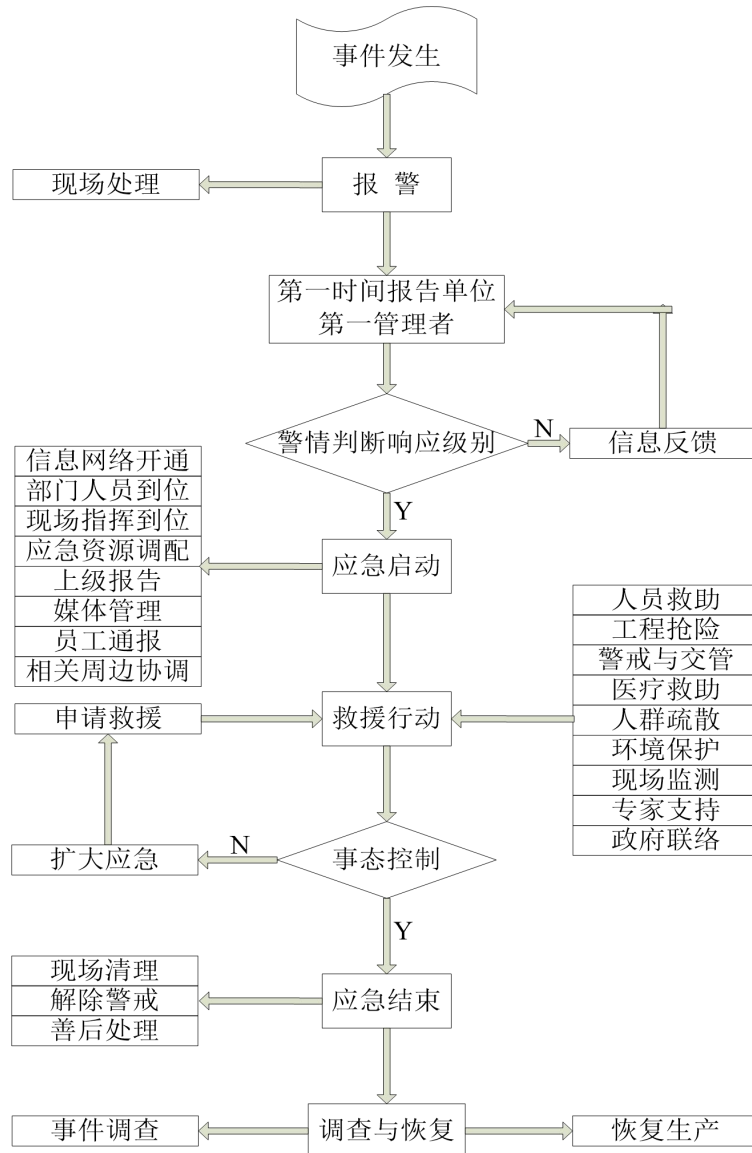 事件发生
现场处理
报 警
第一时间报告单位
第一管理者
警情判断响应级别
N
信息反馈
Y
信息网络开通
部门人员到位
现场指挥到位
应急资源调配
上级报告
媒体管理
员工通报
相关周边协调
应急启动
人员救助
工程抢险
警戒与交管
医疗救助
人群疏散
环境保护
现场监测
专家支持
政府联络
申请救援
救援行动
扩大应急
N
事态控制
Y
现场清理
解除警戒
善后处理
应急结束
事件调查
调查与恢复
恢复生产